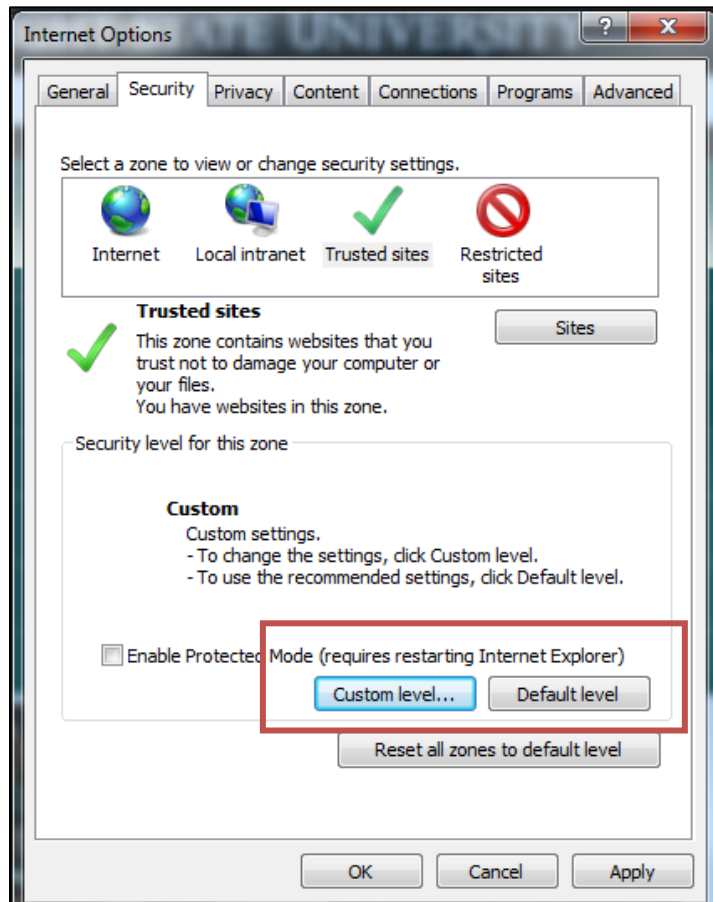 STATE UNIVERSITY
Internet Options
?
X
General Security Privacy Content Connections Programs Advanced
Select a zone to view or change security settings.
Internet Local intranet Trusted sites Restricted
sites
Trusted sites
Sites
This zone contains websites that you
trust not to damage your computer or
your files.
You have websites in this zone.
Security level for this zone
Custom
Custom settings.
- To change the settings, click Custom level.
- To use the recommended settings, click Default level.
Enable Protected Mode (requires restarting Internet Explorer)
Custom level... Default level
Reset all zones to default level
OK Cancel Apply